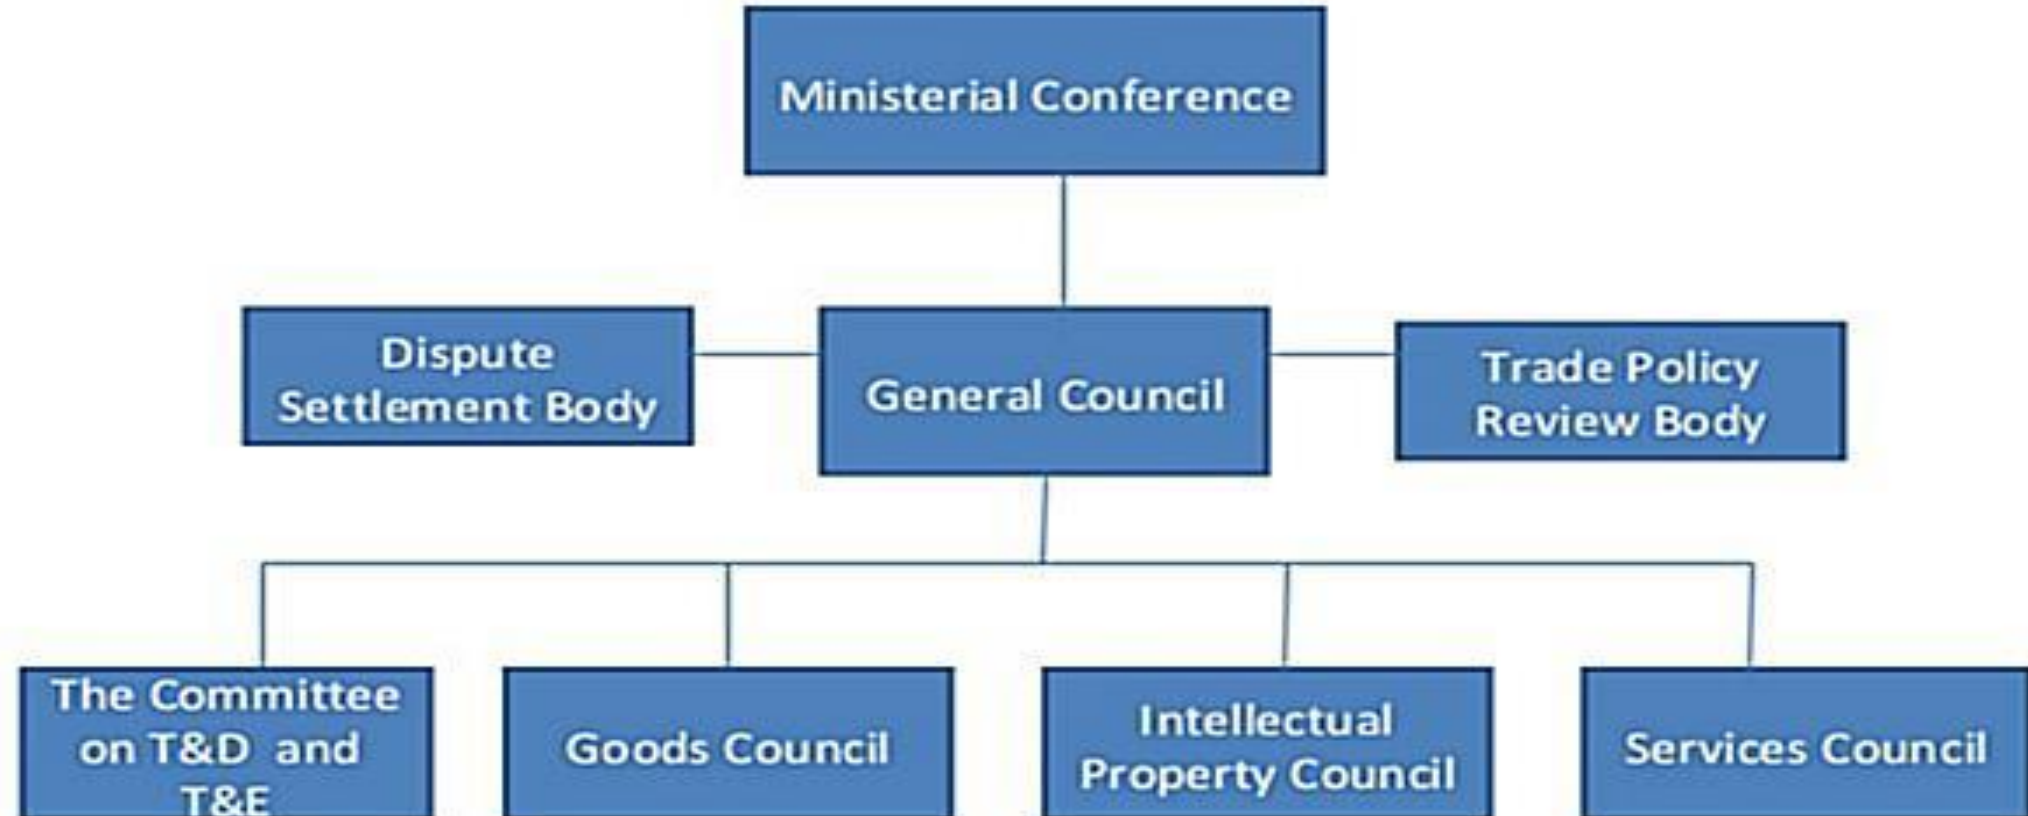 Ministerial Conference
Dispute
Settlement Body
General Council
Trade Policy
Review Body
The Committee
on T&D and
T&E
Goods Council
Intellectual
Property Council
Services Council